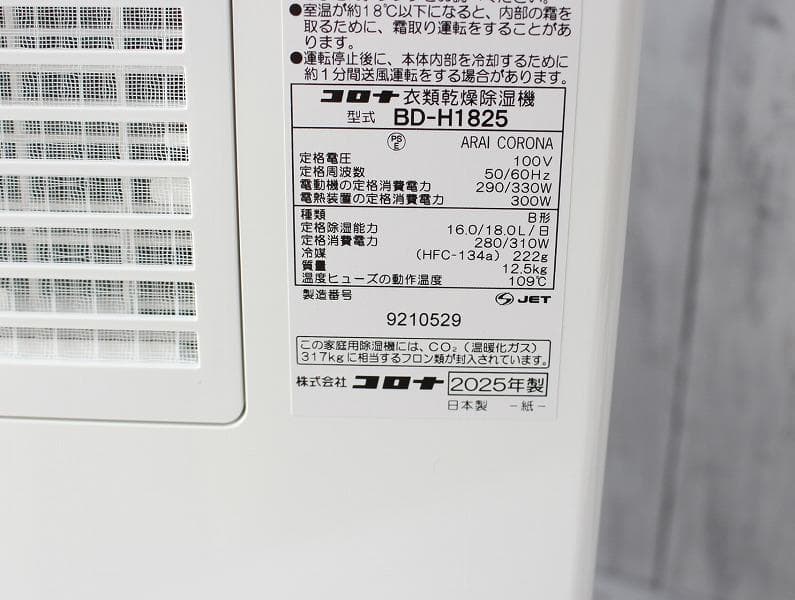 ●室温が約18℃以下になると、内部の霜を
取るために、霜取り運転をすることがあ
ります。
●運転停止後に、本体内部を冷却するために
約1分間送風運転をする場合があります。
コロナ 衣類乾燥除湿機
型式 BD-H1825
PS E ARAI CORONA
定格電圧 100V
定格周波数 50/60Hz
電動機の定格消費電力 290/330W
電熱装置の定格消費電力 300W
種類 B形
定格除湿能力 16.0/18.0L/日
定格消費電力 280/310W
冷媒 (HFC-134a) 222g
質量 12.5kg
温度ヒューズの動作温度 109℃
製造番号 JET
9210529
この家庭用除湿機には、CO₂(温暖化ガス)
317kgに相当するフロン類が封入されています。
株式会社 コロナ 2025年製
日本製 -紙-